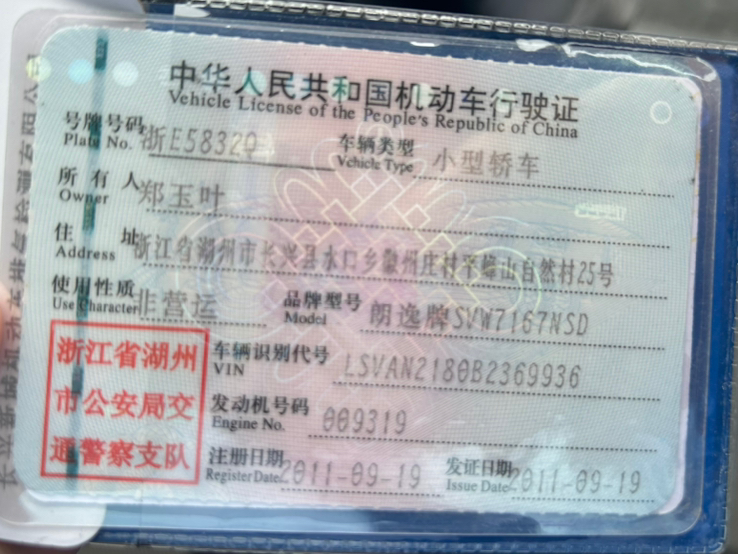 中华人民共和国机动车行驶证
Vehicle License of the People's Republic of China
号牌号码 浙E5832Q 车辆类型 小型轿车
Plate No. Vehicle Type
所有人 郑玉叶
Owner
住址 浙江省湖州市长兴县水口乡徽州庄村平梅山自然村25号
Address
使用性质 非营运 品牌型号 朗逸牌SVW7167NSD
Use Character Model
浙江省湖州市公安局交通警察支队
车辆识别代号 LSVAN2180B2369936
VIN
发动机号码 009319
Engine No.
注册日期 2011-09-19 发证日期 2011-09-19
Register Date Issue Date